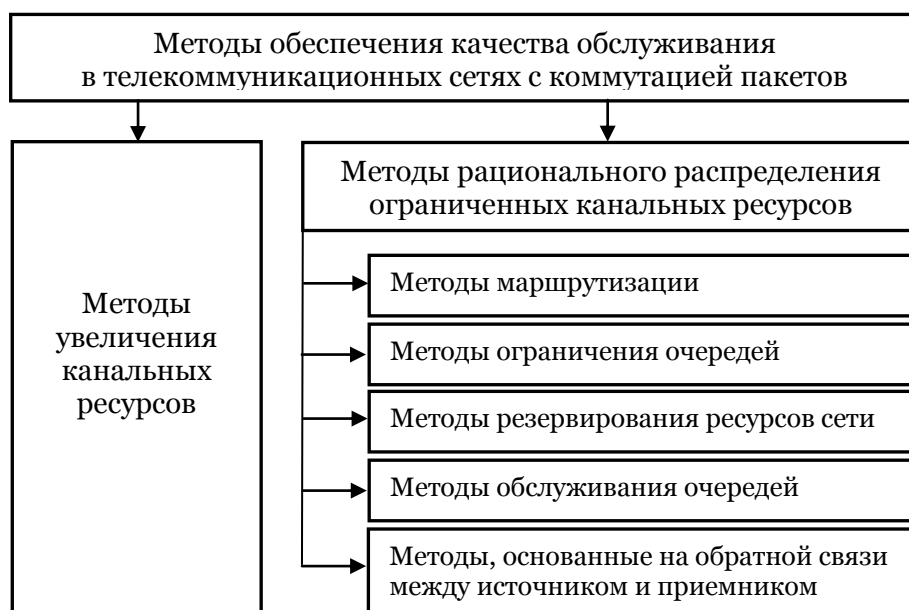 Методы обеспечения качества обслуживания
в телекоммуникационных сетях с коммутацией пакетов
Методы
увеличения
канальных
ресурсов
Методы рационального распределения
ограниченных канальных ресурсов
Методы маршрутизации
Методы ограничения очередей
Методы резервирования ресурсов сети
Методы обслуживания очередей
Методы, основанные на обратной связи
между источником и приемником